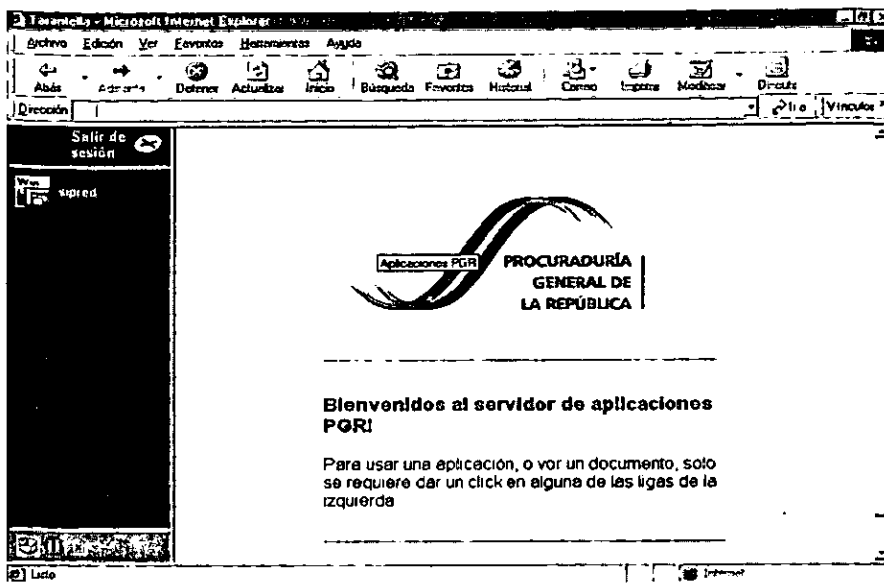 Tarantella - Microsoft Internet Explorer
Archivo Edición Ver Favoritos Herramientas Ayuda
Atrás Adelante Detener Actualizar Inicio Búsqueda Favoritos Historial Correo Imprimir Modificar Discutir
Dirección Ir a Vínculos »
Salir de
sesión
sipred
Aplicaciones PGR
PROCURADURÍA
GENERAL DE
LA REPÚBLICA
Bienvenidos al servidor de aplicaciones
PGR!
Para usar una aplicación, o ver un documento, solo
se requiere dar un click en alguna de las ligas de la
izquierda
Listo Internet